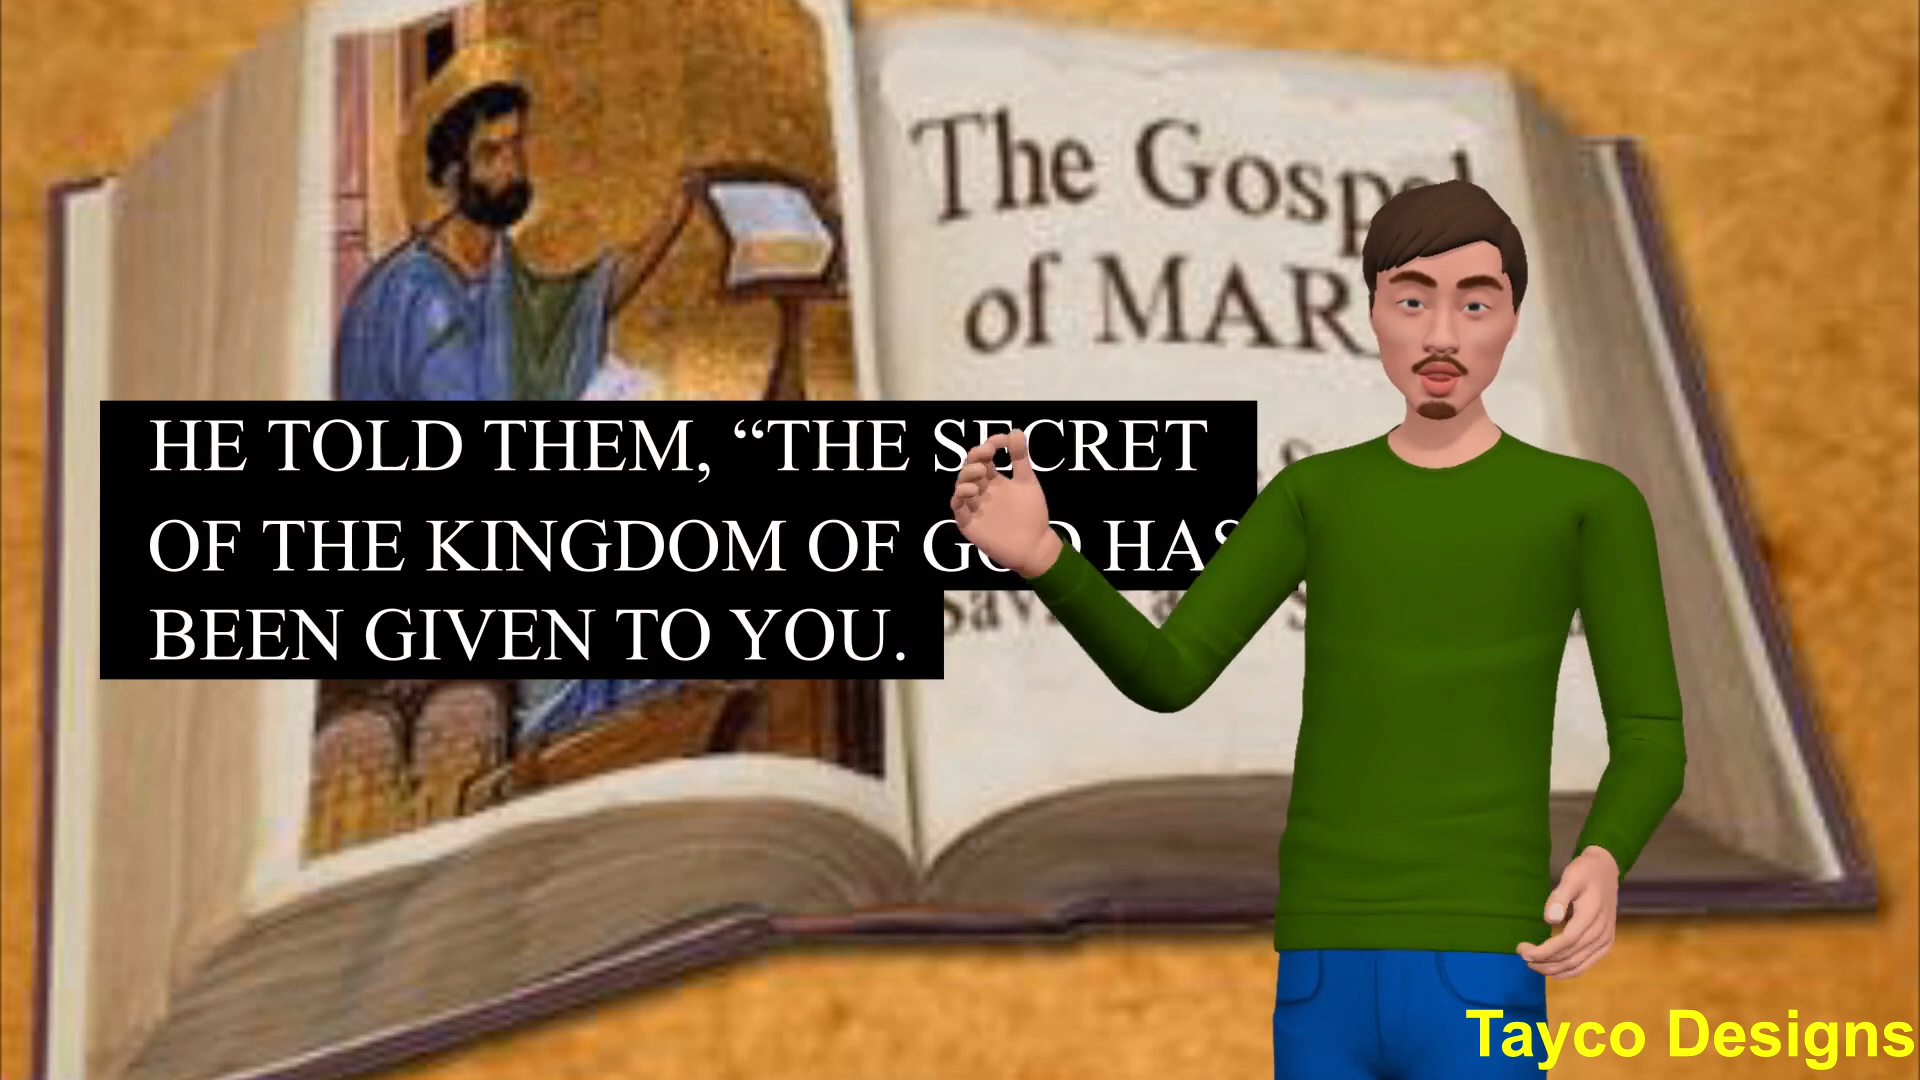 The Gospel
of MAR
HE TOLD THEM, “THE SECRET
OF THE KINGDOM OF GOD HAS
BEEN GIVEN TO YOU.
Tayco Designs